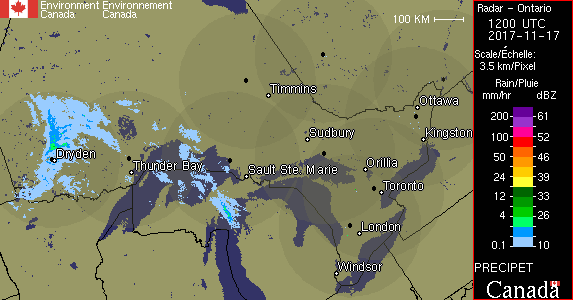 Environment Environnement
Canada Canada
100 KM
Timmins
Ottawa
Sudbury
Kingston
Dryden
Thunder Bay
Sault Ste. Marie
Orillia
Toronto
London
Windsor
Radar - Ontario
1200 UTC
2017-11-17
Scale/Échelle:
3.5 km/Pixel
Rain/Pluie
mm/hr dBZ
200 61
100 52
50 46
24 39
12 33
4 26
0.1 10
PRECIPET
Canada